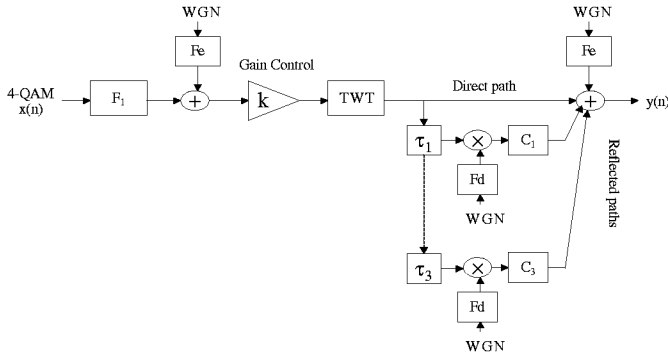 WGN
WGN
Fe
Fe
Gain Control
4-QAM
x(n)
F1
+
k
TWT
Direct path
+
y(n)
τ1
×
C1
Fd
WGN
Reflected paths
τ3
×
C3
Fd
WGN